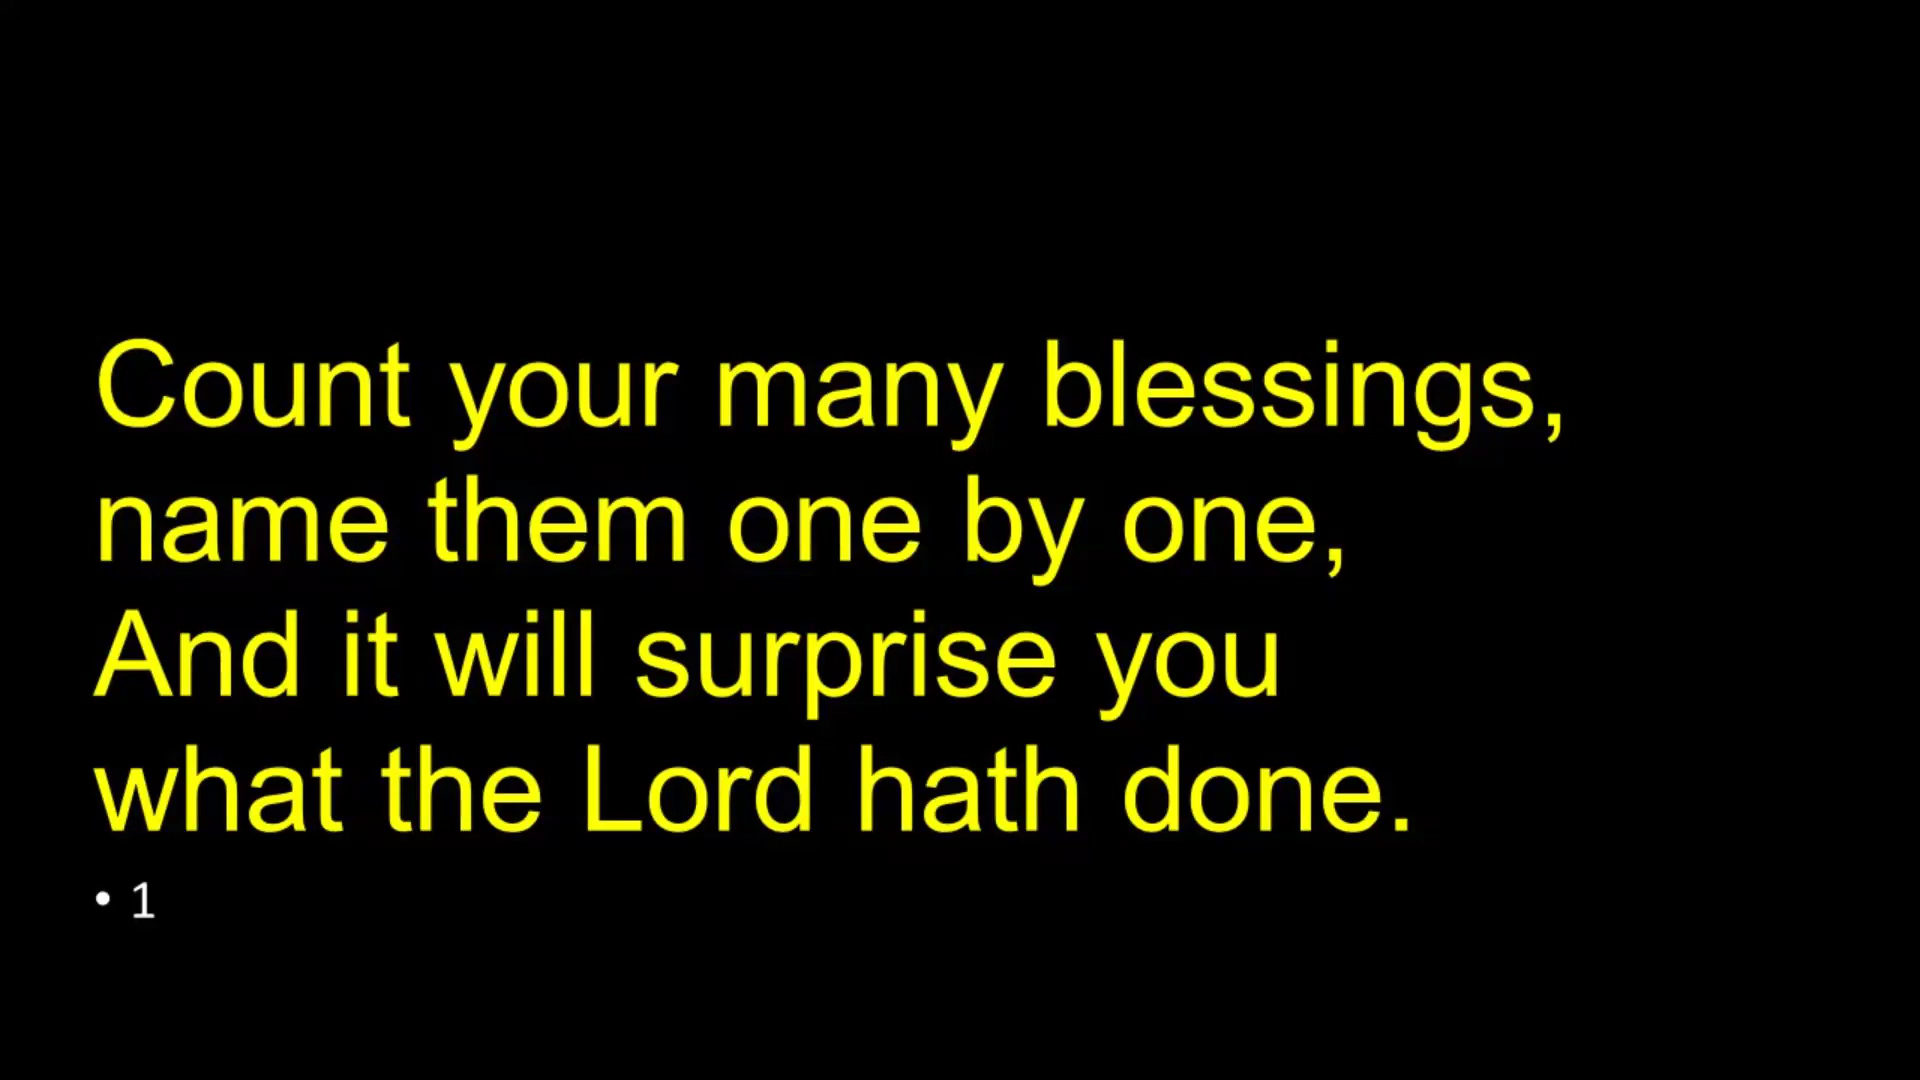 Count your many blessings,
name them one by one,
And it will surprise you
what the Lord hath done.
• 1